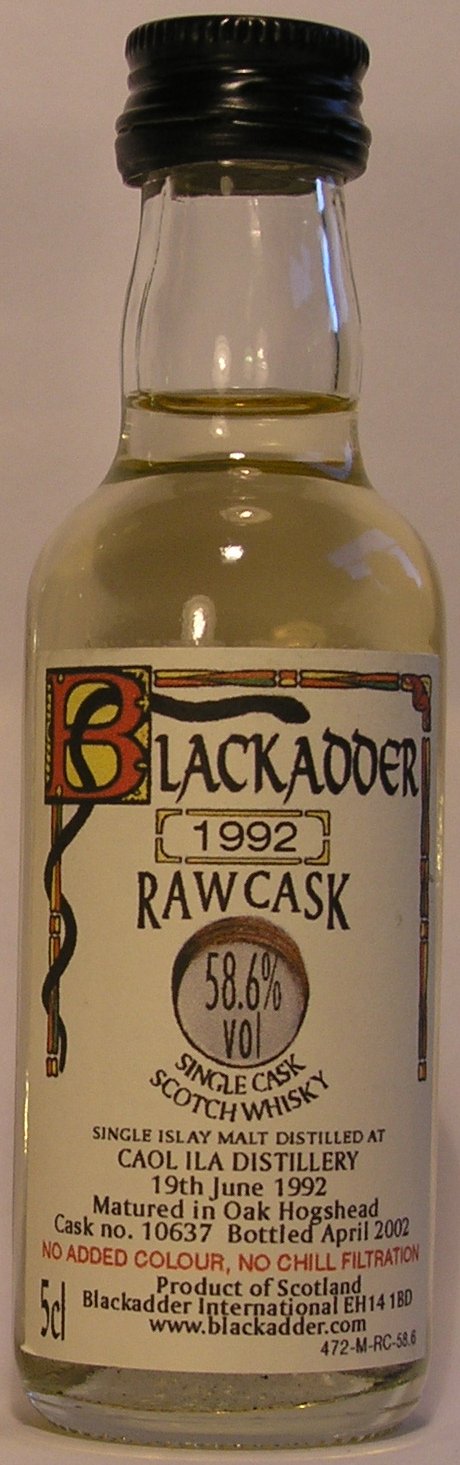 BLACKADDER
1992
RAW CASK
58.6%
vol
SINGLE CASK
SCOTCH WHISKY
SINGLE ISLAY MALT DISTILLED AT
CAOL ILA DISTILLERY
19th June 1992
Matured in Oak Hogshead
Cask no. 10637 Bottled April 2002
NO ADDED COLOUR, NO CHILL FILTRATION
Product of Scotland
5cl Blackadder International EH14 1BD
www.blackadder.com
472-M-RC-58.6